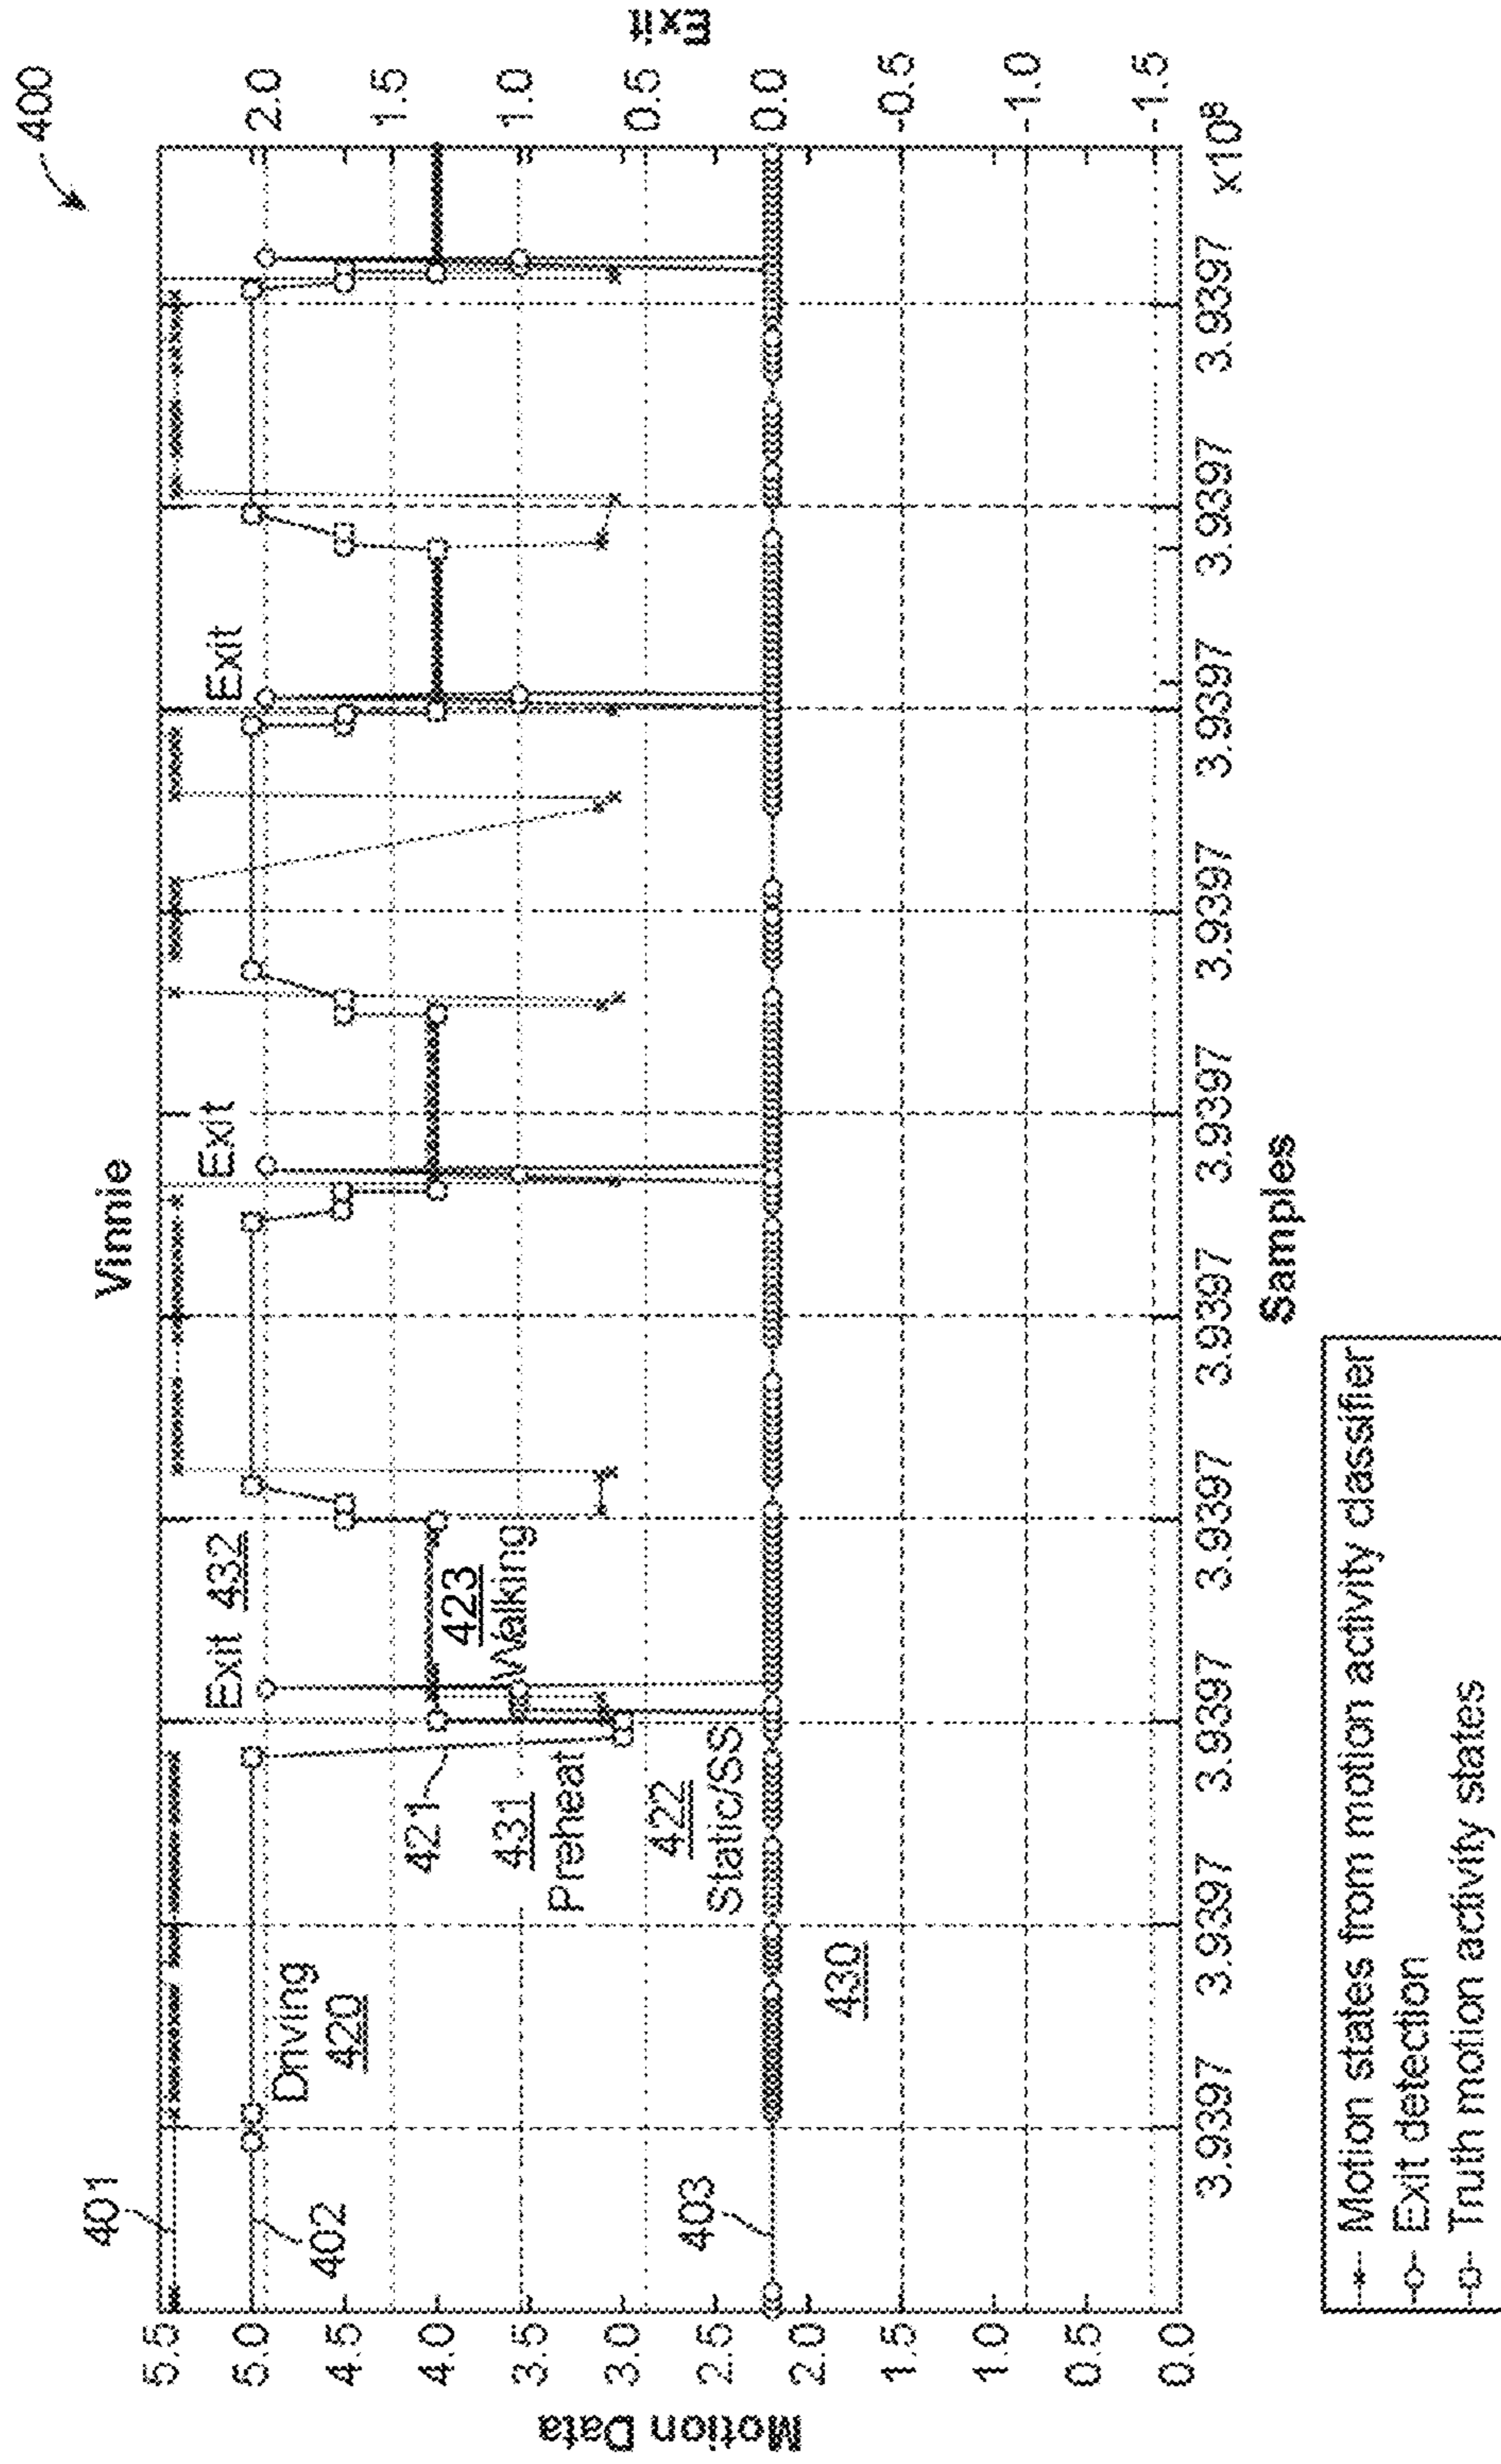 400
Vinnie
401
402
403
Driving
420
421
431
Preheat
422
Static/SS
430
Exit 432
423
Walking
Exit
Exit
Motion Data
5.5
5.0
4.5
4.0
3.5
3.0
2.5
2.0
1.5
1.0
0.5
0.0
Exit
2.0
1.5
1.0
0.5
0.0
-0.5
-1.0
-1.5
3.9397 3.9397 3.9397 3.9397 3.9397 3.9397 3.9397 3.9397 3.9397 3.9397
x10⁸
Samples
Motion states from motion activity classifier
Exit detection
Truth motion activity states